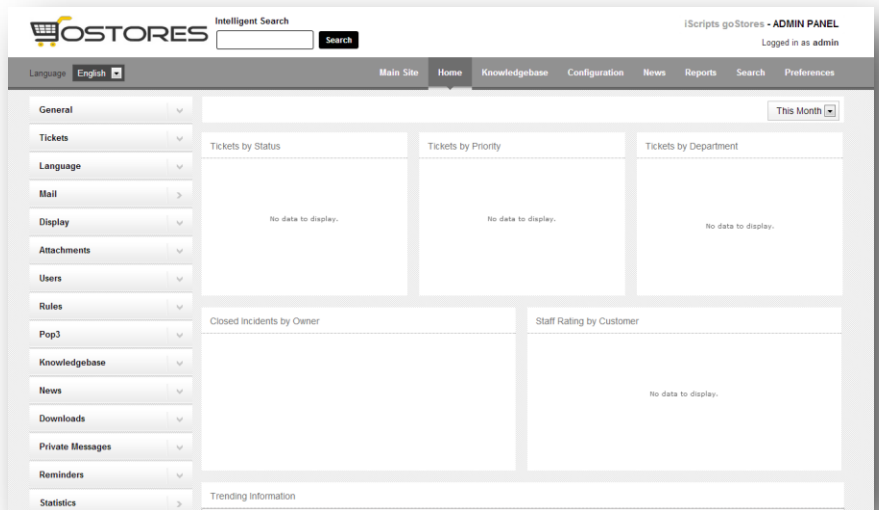 GOSTORES
Intelligent Search
Search
iScripts goStores - ADMIN PANEL
Logged in as admin
Language English
Main Site Home Knowledgebase Configuration News Reports Search Preferences
General
Tickets
Language
Mail
Display
Attachments
Users
Rules
Pop3
Knowledgebase
News
Downloads
Private Messages
Reminders
Statistics
This Month
Tickets by Status
No data to display.
Tickets by Priority
No data to display.
Tickets by Department
No data to display.
Closed Incidents by Owner
Staff Rating by Customer
No data to display.
Trending Information